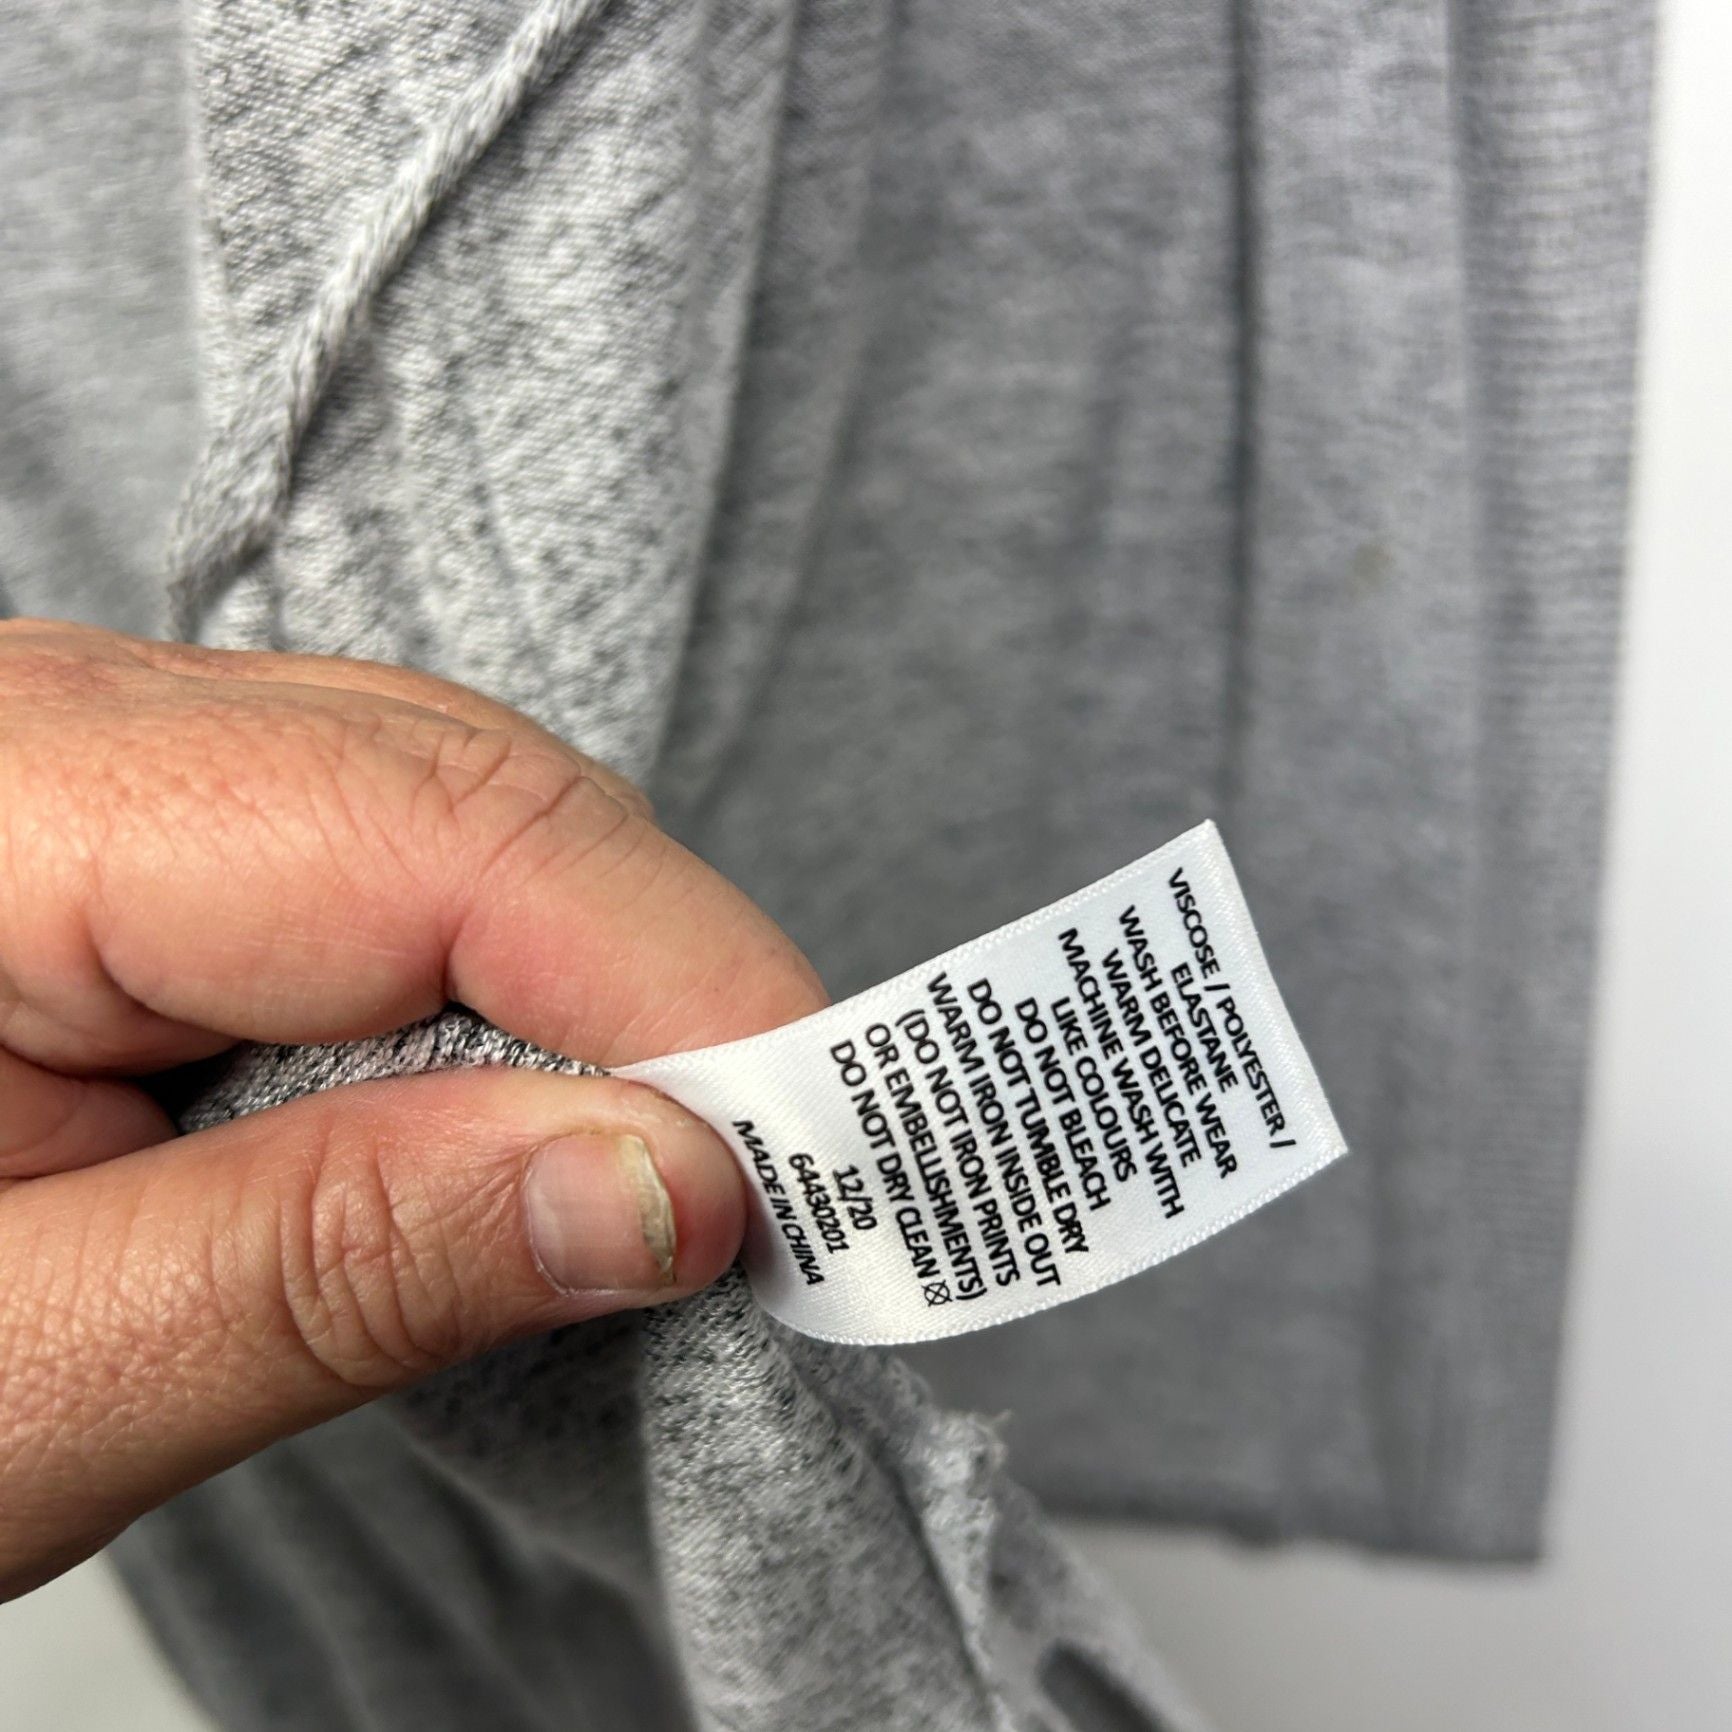 VISCOSE / POLYESTER /
ELASTANE
WASH BEFORE WEAR
WARM DELICATE
MACHINE WASH WITH
LIKE COLOURS
DO NOT BLEACH
DO NOT TUMBLE DRY
WARM IRON INSIDE OUT
(DO NOT IRON PRINTS
OR EMBELLISHMENTS)
DO NOT DRY CLEAN
12/20
64430201
MADE IN CHINA